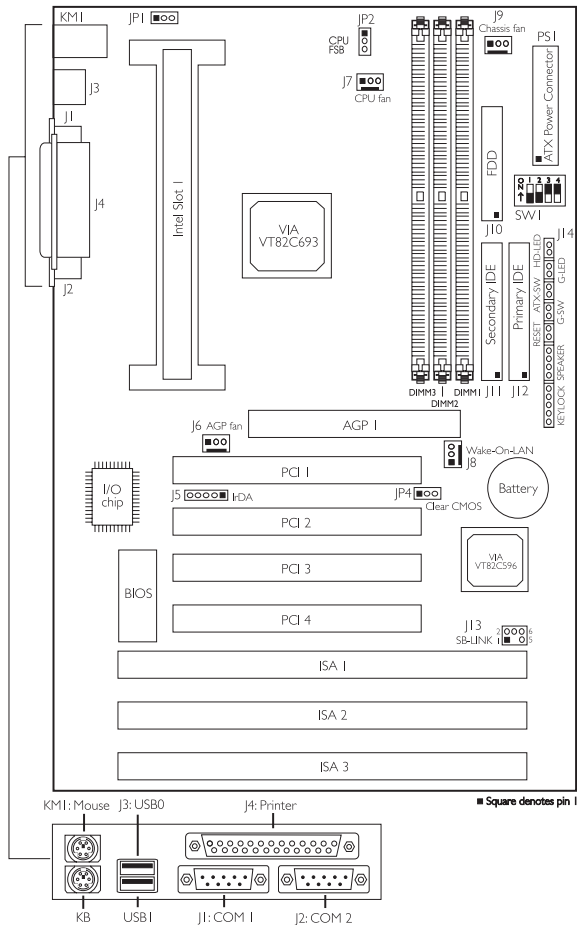 KM1
JP1
J3
J1
J4
J2
Intel Slot 1
VIA
VT82C693
JP2
CPU
FSB
J7
CPU fan
J9
Chassis fan
PS1
ATX Power Connector
FDD
J10
O
N
1 2 3 4
SW1
J14
HD-LED
G-LED
ATX-SW
G-SW
RESET
SPEAKER
KEYLOCK
Secondary IDE
J11
Primary IDE
J12
DIMM3
DIMM2
DIMM1
J6 AGP fan
AGP 1
Wake-On-LAN
J8
I/O
chip
PCI 1
J5
IrDA
JP4
Clear CMOS
Battery
PCI 2
VIA
VT82C596
BIOS
PCI 3
PCI 4
J13
SB-LINK
2 6
1 5
ISA 1
ISA 2
ISA 3
■ Square denotes pin 1
KM1: Mouse
J3: USB0
J4: Printer
KB
USB1
J1: COM 1
J2: COM 2